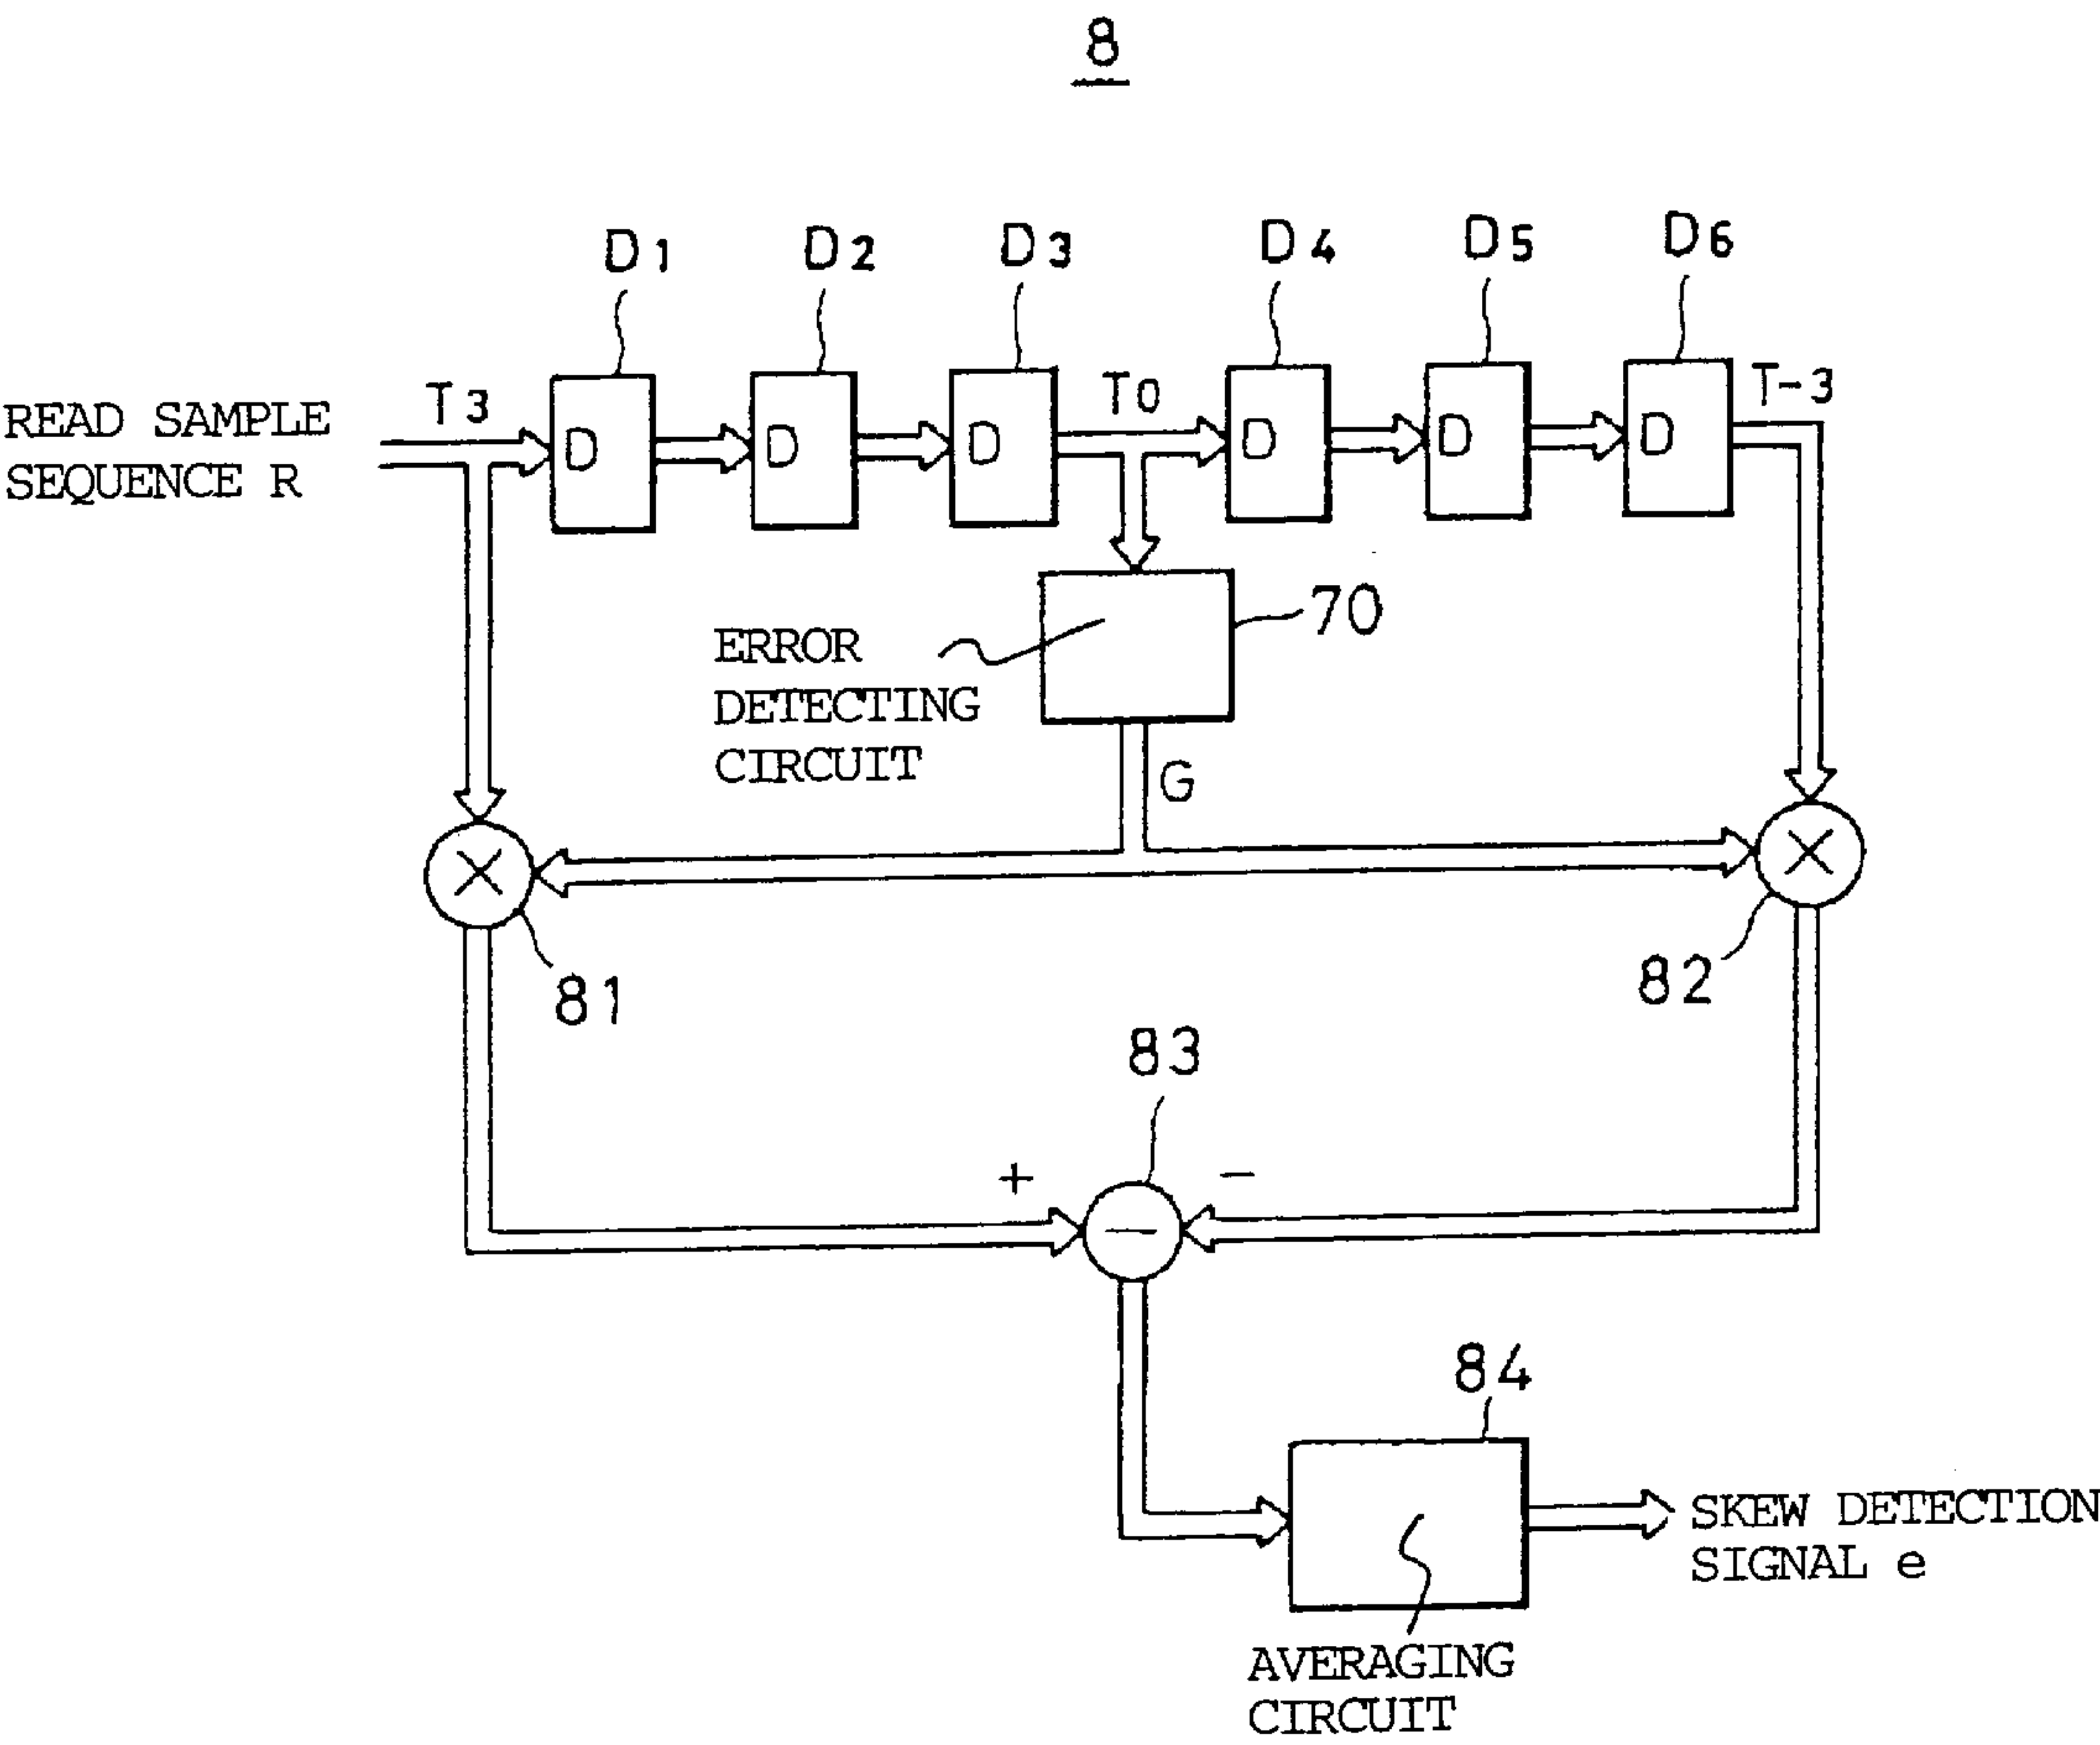 8
D1 D2 D3 D4 D5 D6
T3 T0 T-3
READ SAMPLE
SEQUENCE R
D D D D D D
70
ERROR
DETECTING
CIRCUIT
G
×
×
81
82
83
+ −
−
84
SKEW DETECTION
SIGNAL e
AVERAGING
CIRCUIT